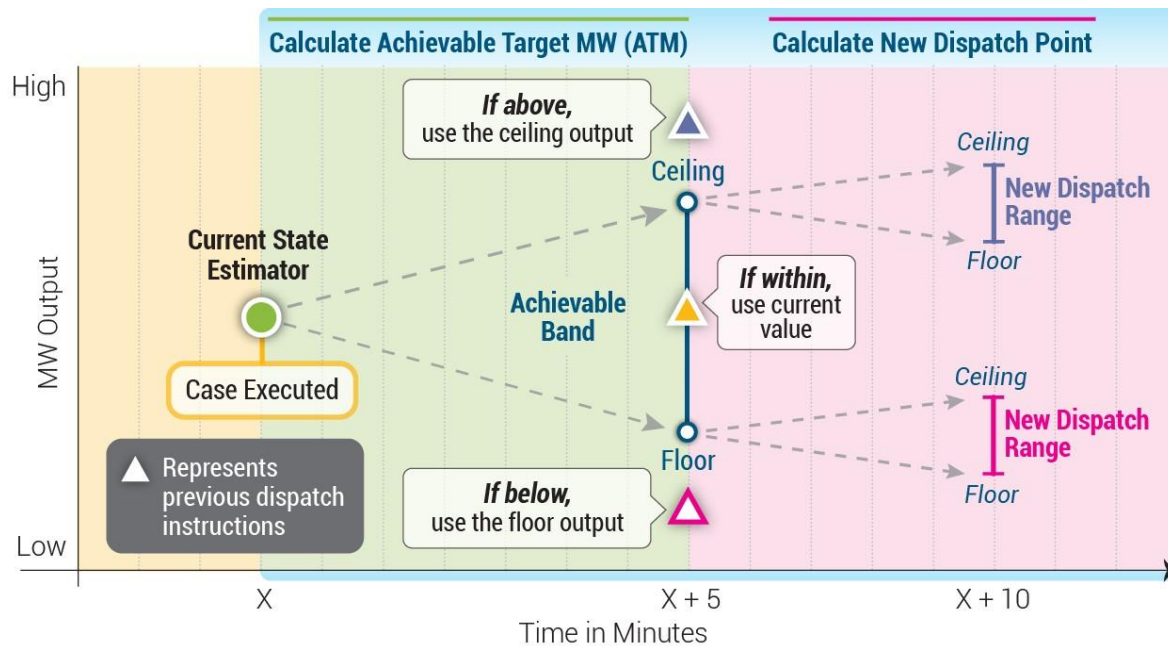 Calculate Achievable Target MW (ATM)
Calculate New Dispatch Point
High
If above,
use the ceiling output
Ceiling
Ceiling
New Dispatch
Range
Floor
Current State
Estimator
MW Output
Achievable
Band
If within,
use current
value
Case Executed
Ceiling
New Dispatch
Range
Floor
Floor
Represents
previous dispatch
instructions
If below,
use the floor output
Low
X
X + 5
X + 10
Time in Minutes